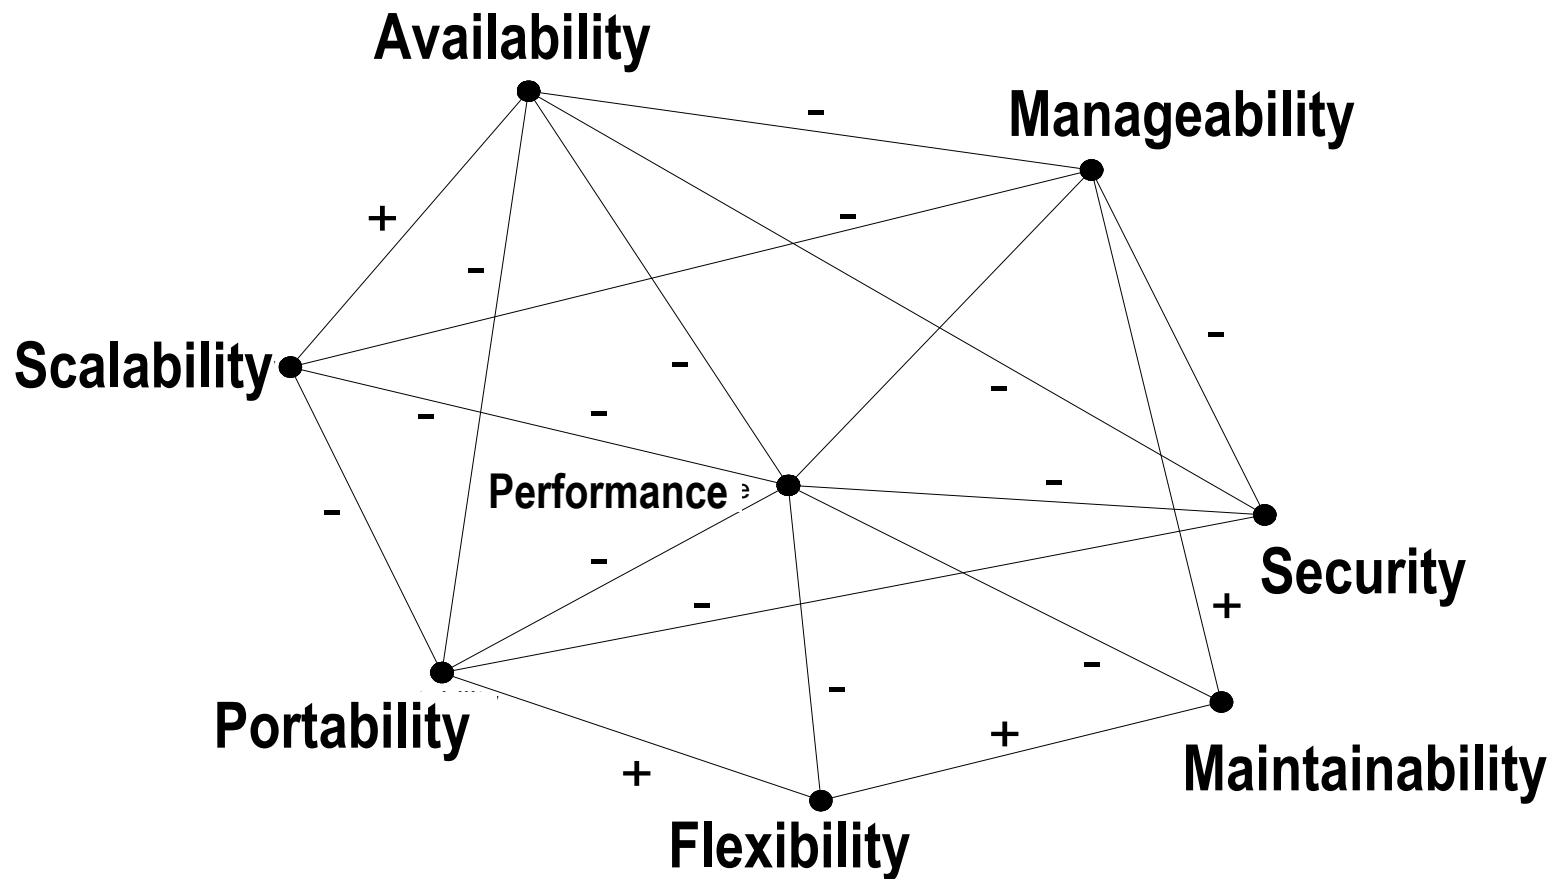 Availability
-
Manageability
+
-
-
Scalability
-
-
-
-
-
Performance e
-
-
-
Security
-
+
-
-
Portability
+
+
Maintainability
Flexibility